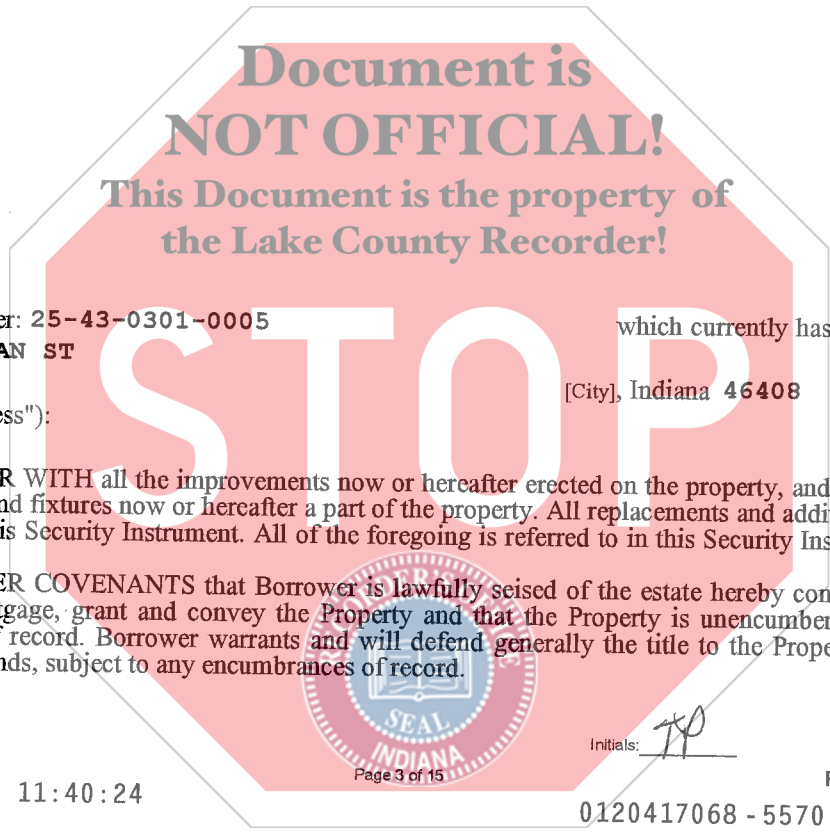 Document is
NOT OFFICIAL!
This Document is the property of
the Lake County Recorder!
STOP
er: 25-43-0301-0005 which currently has
AN ST
[City], Indiana 46408
ess"):
R WITH all the improvements now or hereafter erected on the property, and
nd fixtures now or hereafter a part of the property. All replacements and addi
is Security Instrument. All of the foregoing is referred to in this Security Ins
ER COVENANTS that Borrower is lawfully seised of the estate hereby con
tgage, grant and convey the Property and that the Property is unencumber
f record. Borrower warrants and will defend generally the title to the Prope
nds, subject to any encumbrances of record.
SEAL
INDIANA
Initials: TP
Page 3 of 15
11:40:24
0120417068 - 5570